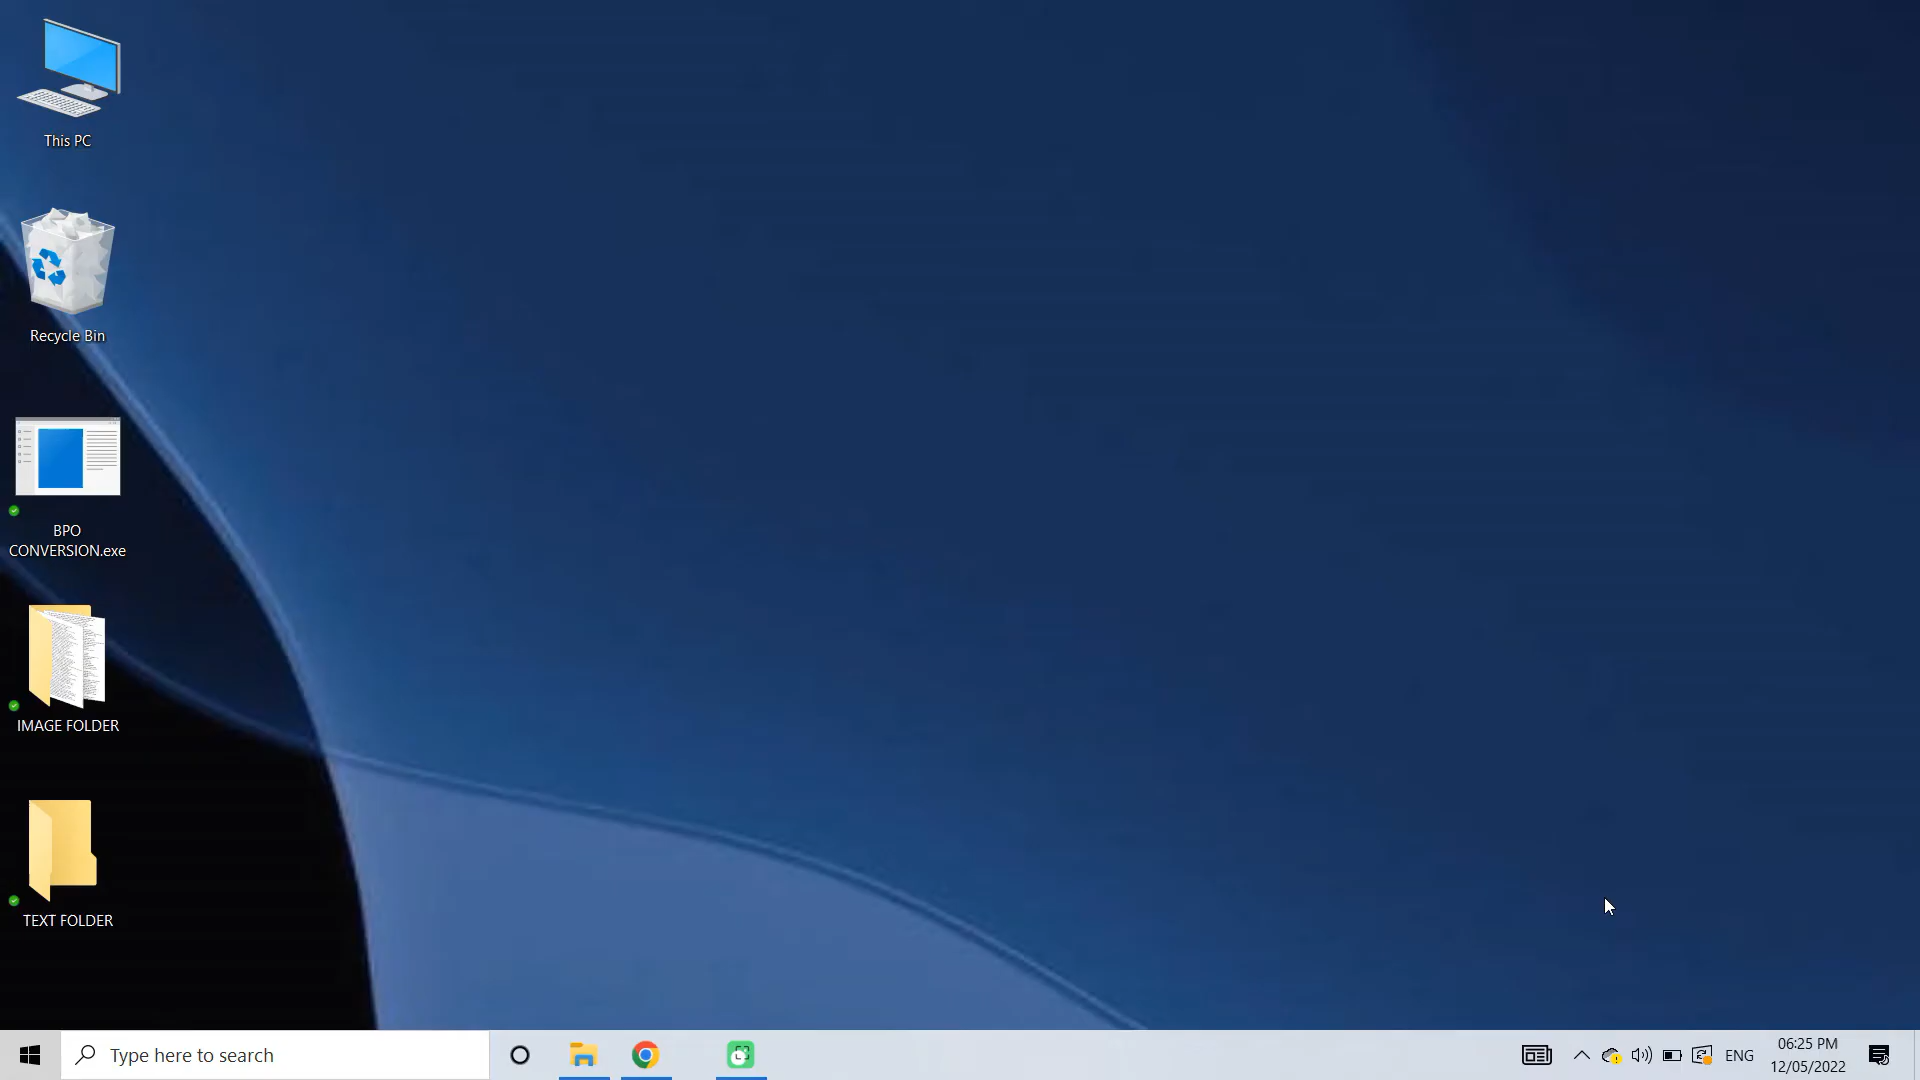 This PC
Recycle Bin
BPO
CONVERSION.exe
IMAGE FOLDER
TEXT FOLDER
Type here to search
ENG
06:25 PM
12/05/2022